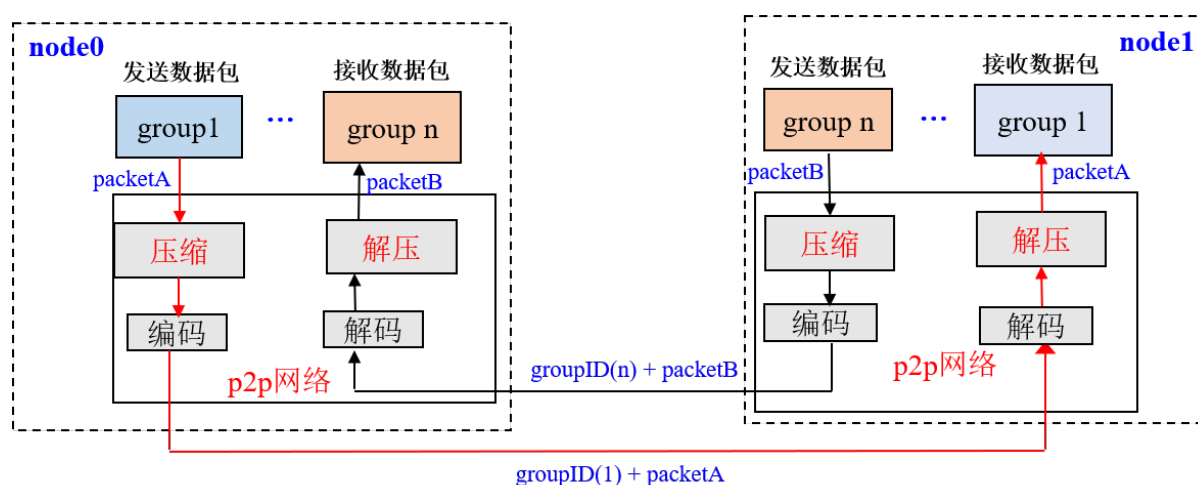 node0
发送数据包
接收数据包
group1
...
group n
packetA
packetB
压缩
解压
编码
解码
p2p网络
node1
发送数据包
接收数据包
group n
...
group 1
packetB
packetA
压缩
解压
编码
解码
p2p网络
groupID(n) + packetB
groupID(1) + packetA